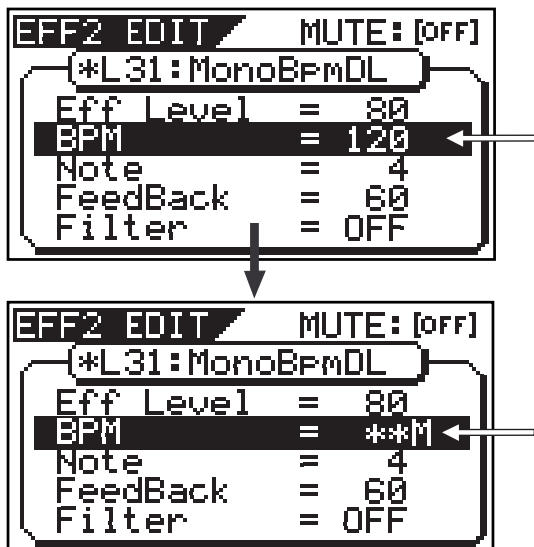 EFF2 EDIT MUTE:[OFF]
*L31:MonoBpmDL
Eff Level = 80
BPM = 120
Note = 4
FeedBack = 60
Filter = OFF
EFF2 EDIT MUTE:[OFF]
*L31:MonoBpmDL
Eff Level = 80
BPM = **M
Note = 4
FeedBack = 60
Filter = OFF